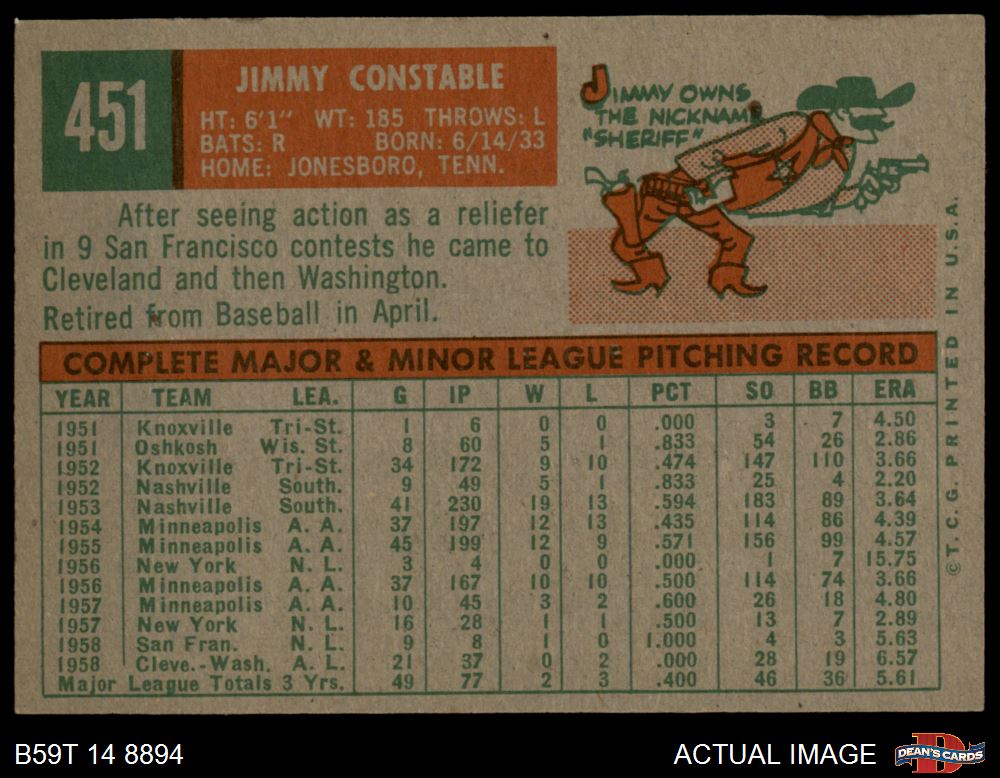 451
JIMMY CONSTABLE
HT: 6'1" WT: 185 THROWS: L
BATS: R BORN: 6/14/33
HOME: JONESBORO, TENN.
JIMMY OWNS
THE NICKNAME
"SHERIFF"
After seeing action as a reliefer
in 9 San Francisco contests he came to
Cleveland and then Washington.
Retired from Baseball in April.
COMPLETE MAJOR & MINOR LEAGUE PITCHING RECORD
YEAR TEAM LEA. G IP W L PCT SO BB ERA
1951 Knoxville Tri-St. 1 6 0 0 .000 3 7 4.50
1951 Oshkosh Wis. St. 8 60 5 1 .833 54 26 2.86
1952 Knoxville Tri-St. 34 172 9 10 .474 147 110 3.66
1952 Nashville South. 9 49 5 1 .833 25 4 2.20
1953 Nashville South. 41 230 19 13 .594 183 89 3.64
1954 Minneapolis A. A. 37 197 12 13 .435 114 86 4.39
1955 Minneapolis A. A. 45 199 12 9 .571 156 99 4.57
1956 New York N. L. 3 4 0 0 .000 1 7 15.75
1956 Minneapolis A. A. 37 167 10 10 .500 114 74 3.66
1957 Minneapolis A. A. 10 45 3 2 .600 26 18 4.80
1957 New York N. L. 16 28 1 1 .500 13 7 2.89
1958 San Fran. N. L. 9 8 1 0 1.000 4 3 5.63
1958 Cleve.-Wash. A. L. 21 37 0 2 .000 28 19 6.57
Major League Totals 3 Yrs. 49 77 2 3 .400 46 36 5.61
© T. C. G. PRINTED IN U.S.A.
B59T 14 8894
ACTUAL IMAGE
D
DEAN'S CARDS